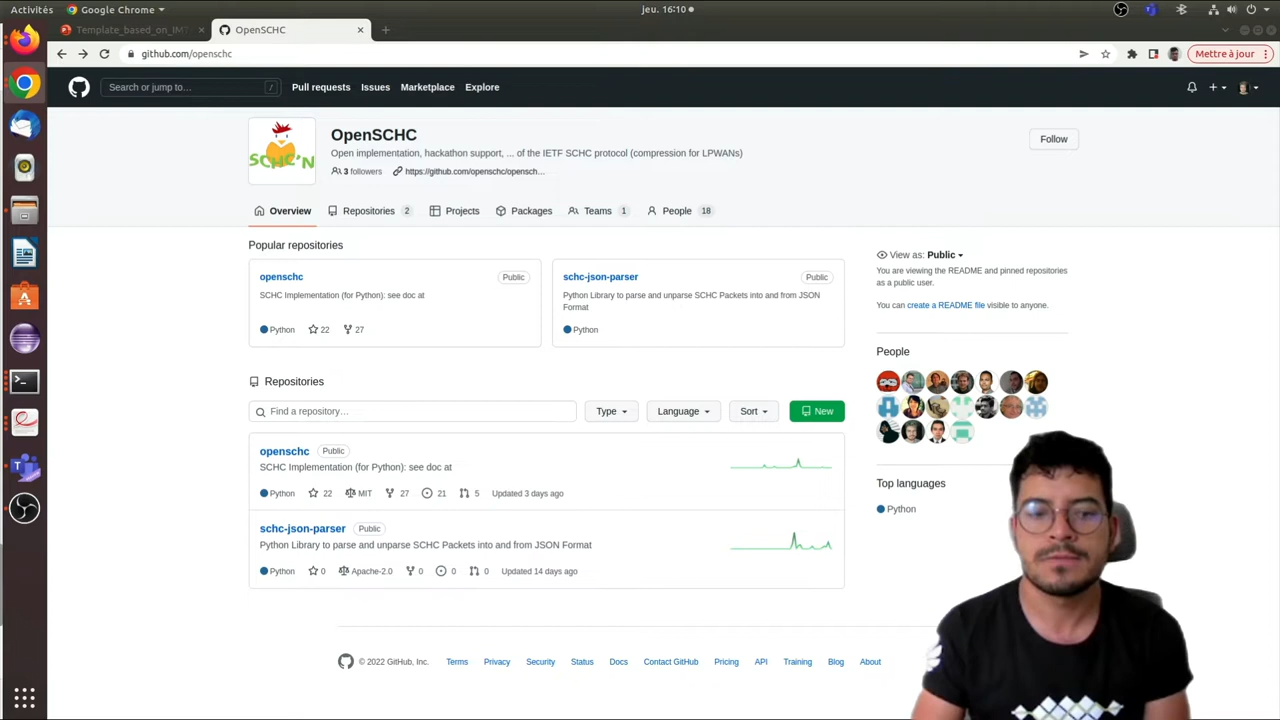 Activités
Google Chrome
Jeu. 16:10
Template_based_on_IMT
OpenSCHC
github.com/openschc
Mettre à jour
Search or jump to…
/
Pull requests
Issues
Marketplace
Explore
SCHC'N
OpenSCHC
Open implementation, hackathon support, ... of the IETF SCHC protocol (compression for LPWANs)
3 followers
https://github.com/openschc/opensch…
Follow
Overview
Repositories 2
Projects
Packages
Teams 1
People 18
Popular repositories
openschc
Public
SCHC Implementation (for Python): see doc at
Python
22
27
schc-json-parser
Public
Python Library to parse and unparse SCHC Packets into and from JSON
Format
Python
View as: Public
You are viewing the README and pinned repositories
as a public user.
You can create a README file visible to anyone.
People
Repositories
Find a repository…
Type
Language
Sort
New
openschc
Public
SCHC Implementation (for Python): see doc at
Python
22
MIT
27
21
5
Updated 3 days ago
schc-json-parser
Public
Python Library to parse and unparse SCHC Packets into and from JSON Format
Python
0
Apache-2.0
0
0
0
Updated 14 days ago
Top languages
Python
© 2022 GitHub, Inc.
Terms
Privacy
Security
Status
Docs
Contact GitHub
Pricing
API
Training
Blog
About